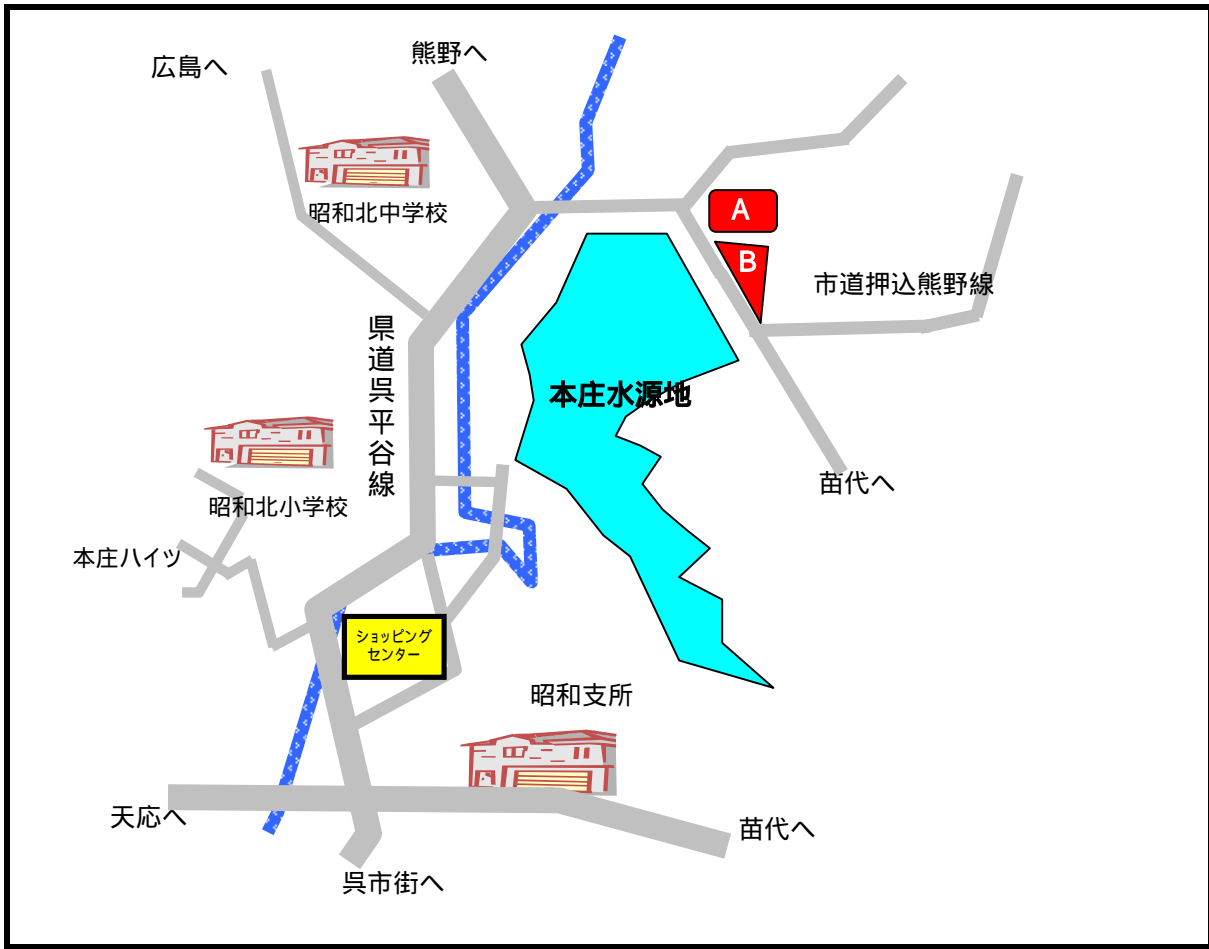 熊野へ
広島へ
昭和北中学校
A
B
市道押込熊野線
県道呉平谷線
本庄水源地
苗代へ
昭和北小学校
本庄ハイツ
ショッピング
センター
昭和支所
天応へ
苗代へ
呉市街へ